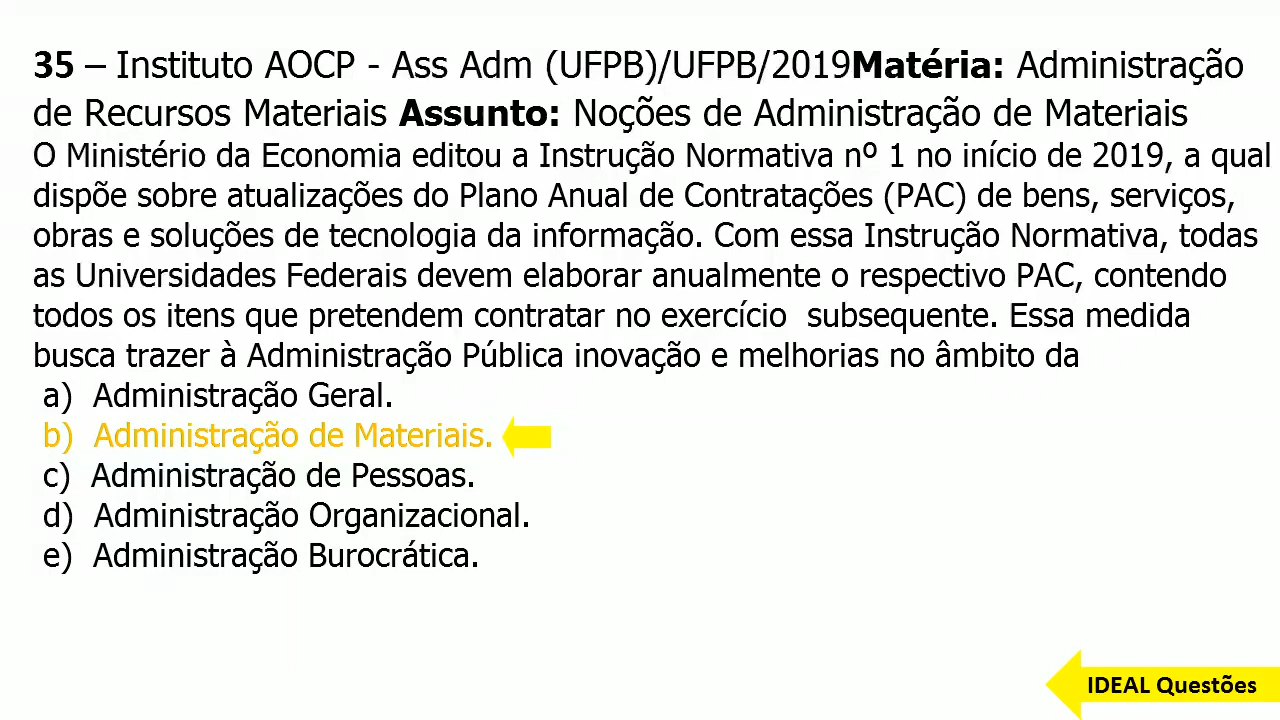 35 – Instituto AOCP - Ass Adm (UFPB)/UFPB/2019Matéria: Administração
de Recursos Materiais Assunto: Noções de Administração de Materiais
O Ministério da Economia editou a Instrução Normativa nº 1 no início de 2019, a qual
dispõe sobre atualizações do Plano Anual de Contratações (PAC) de bens, serviços,
obras e soluções de tecnologia da informação. Com essa Instrução Normativa, todas
as Universidades Federais devem elaborar anualmente o respectivo PAC, contendo
todos os itens que pretendem contratar no exercício  subsequente. Essa medida
busca trazer à Administração Pública inovação e melhorias no âmbito da
a) Administração Geral.
b) Administração de Materiais.
c) Administração de Pessoas.
d) Administração Organizacional.
e) Administração Burocrática.
IDEAL Questões